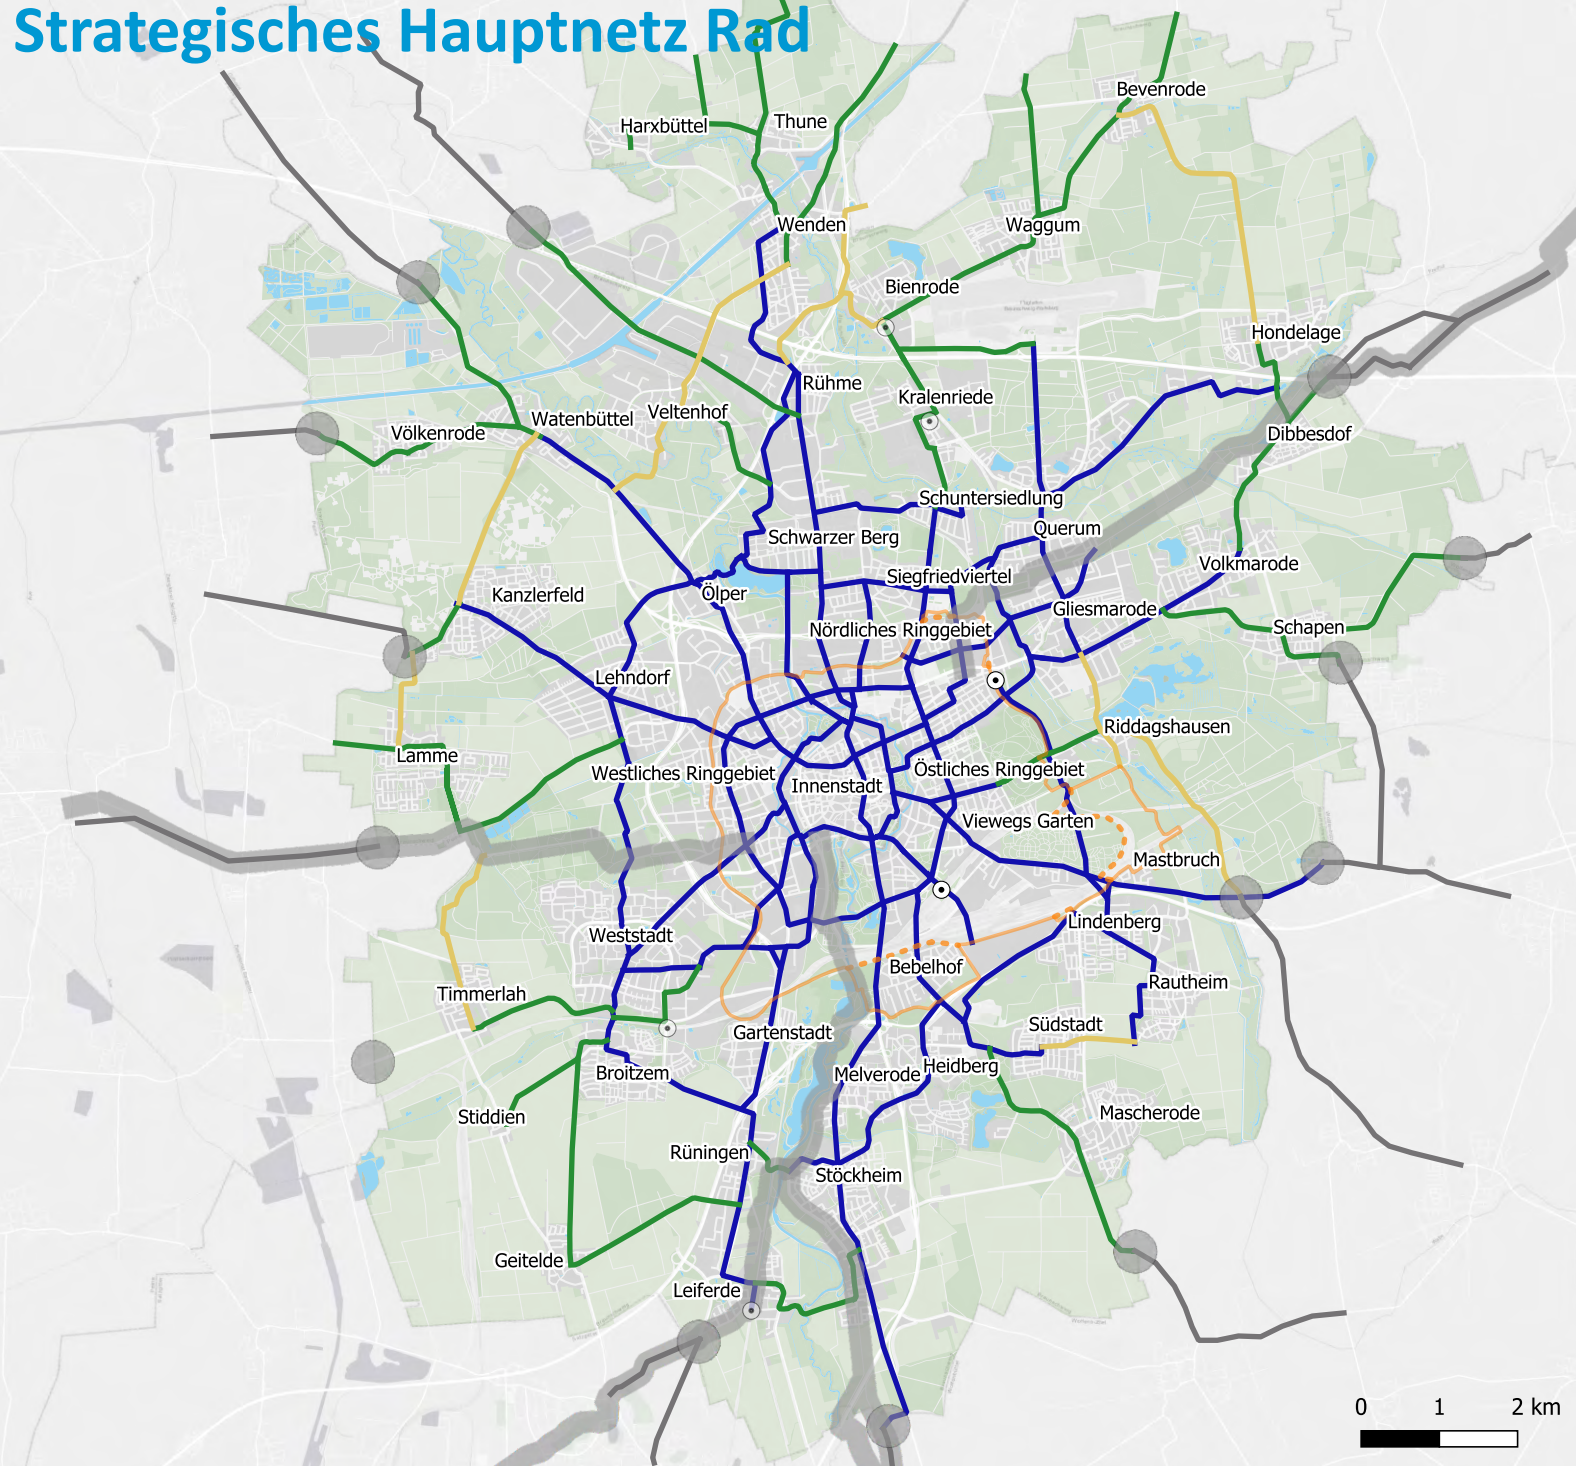 Strategisches Hauptnetz Rad
Bevenrode
Harxbüttel
Thune
Wenden
Waggum
Bienrode
Hondelage
Rühme
Kralenriede
Veltenhof
Watenbüttel
Völkenrode
Dibbesdof
Schuntersiedlung
Querum
Schwarzer Berg
Volkmarode
Siegfriedviertel
Kanzlerfeld
Ölper
Gliesmarode
Schapen
Nördliches Ringgebiet
Lehndorf
Riddagshausen
Lamme
Westliches Ringgebiet
Östliches Ringgebiet
Innenstadt
Viewegs Garten
Mastbruch
Lindenberg
Weststadt
Bebelhof
Rautheim
Timmerlah
Südstadt
Gartenstadt
Heidberg
Broitzem
Melverode
Mascherode
Stiddien
Rüningen
Stöckheim
Geitelde
Leiferde
0 1 2 km